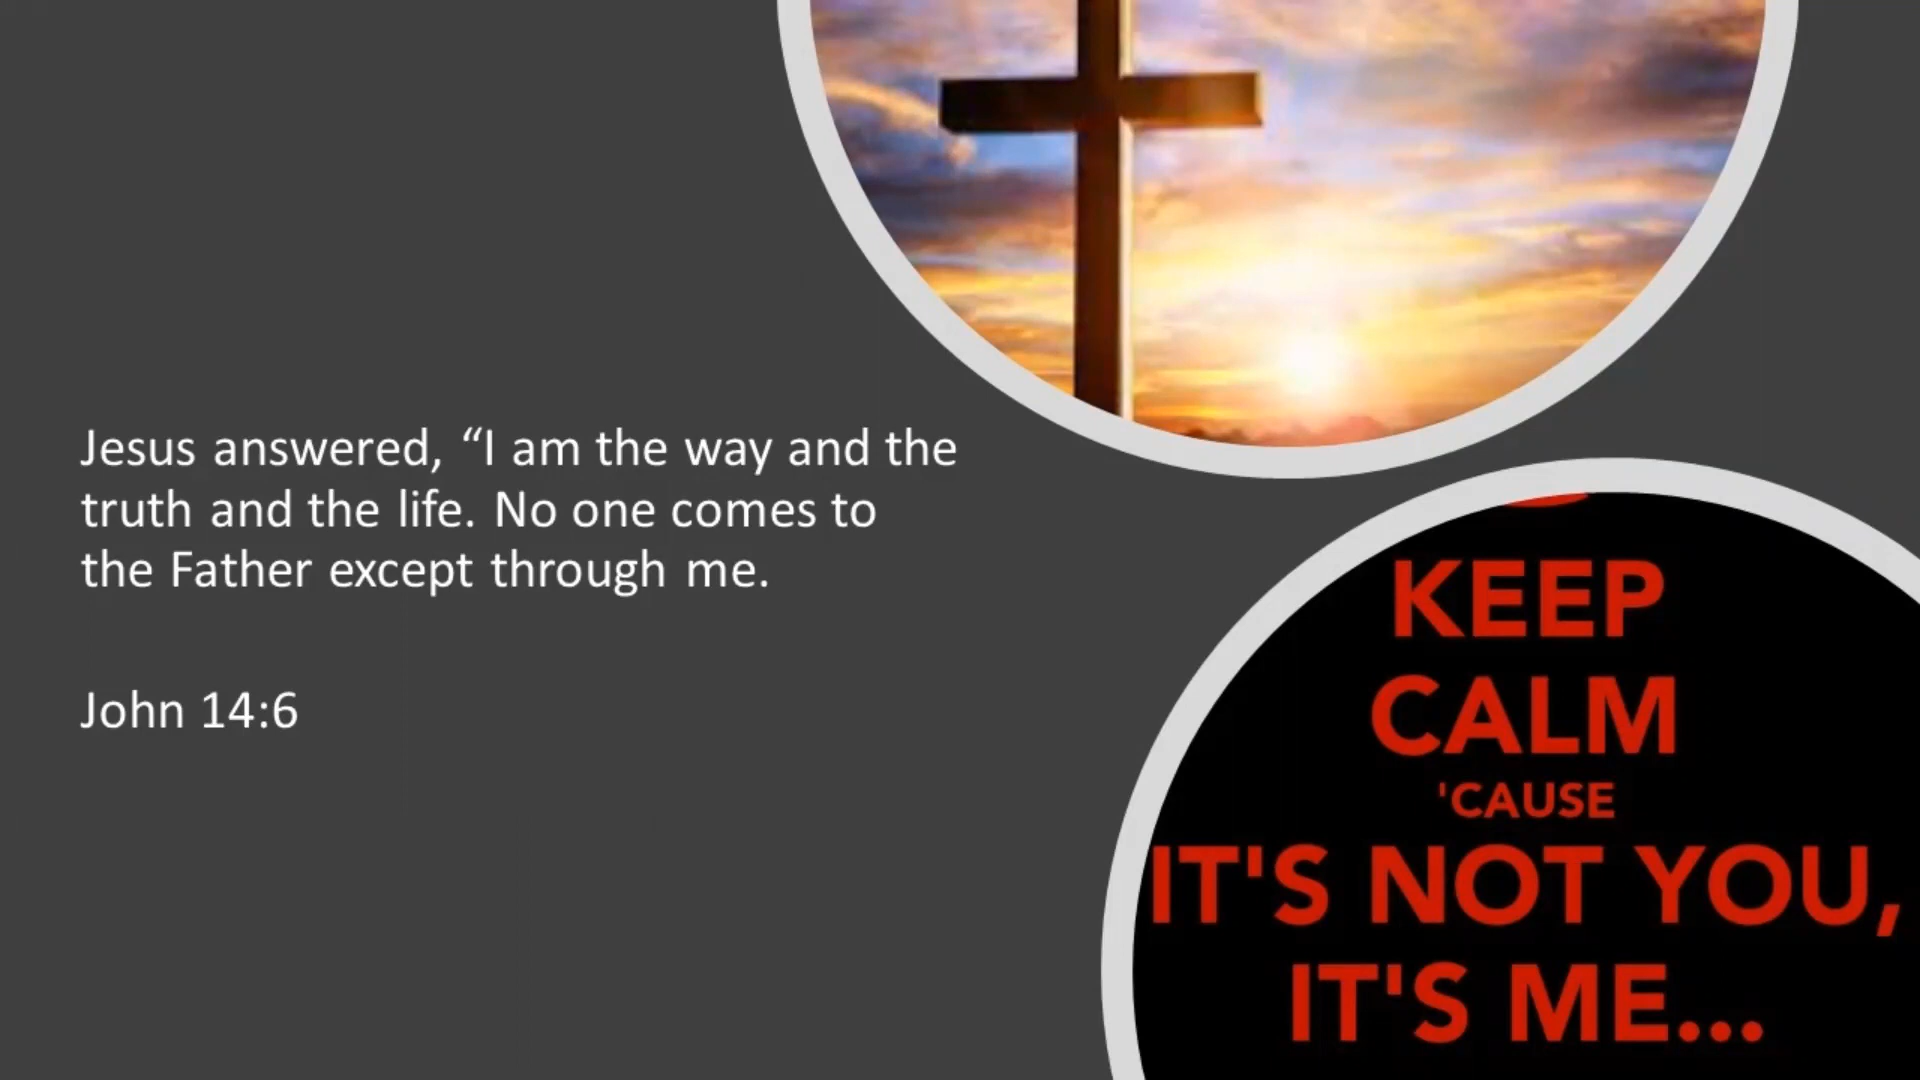 Jesus answered, “I am the way and the
truth and the life. No one comes to
the Father except through me.
John 14:6
KEEP
CALM
'CAUSE
IT'S NOT YOU,
IT'S ME...